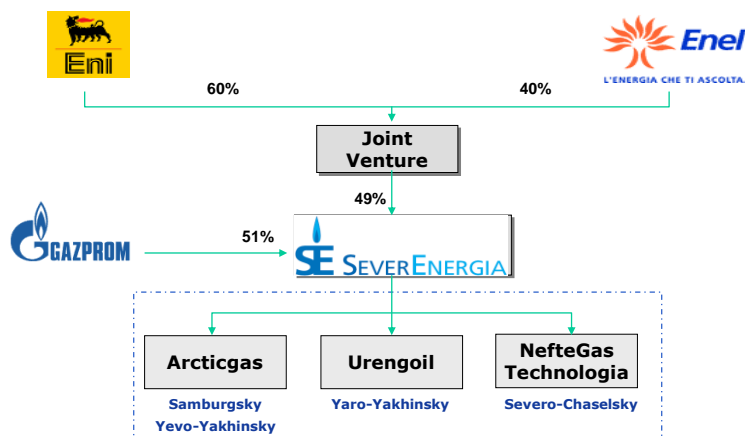 Eni
Enel
L'ENERGIA CHE TI ASCOLTA.
60%
40%
Joint
Venture
49%
GAZPROM
51%
SE SEVERENERGIA
Arcticgas
Urengoil
NefteGas
Technologia
Samburgsky
Yevo-Yakhinsky
Yaro-Yakhinsky
Severo-Chaselsky